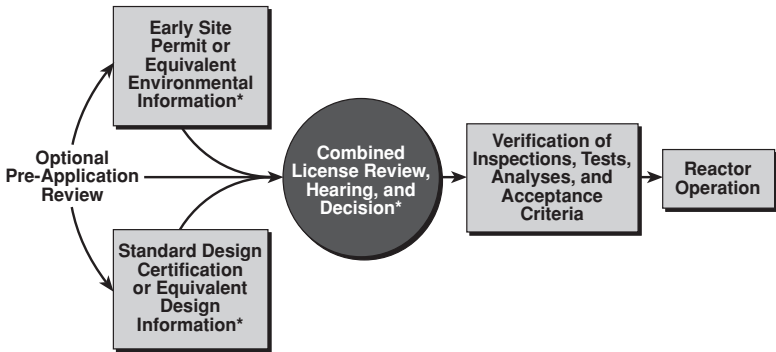 Early Site
Permit or
Equivalent
Environmental
Information*
Optional
Pre-Application
Review
Combined
License Review,
Hearing, and
Decision*
Verification of
Inspections, Tests,
Analyses, and
Acceptance
Criteria
Reactor
Operation
Standard Design
Certification
or Equivalent
Design
Information*